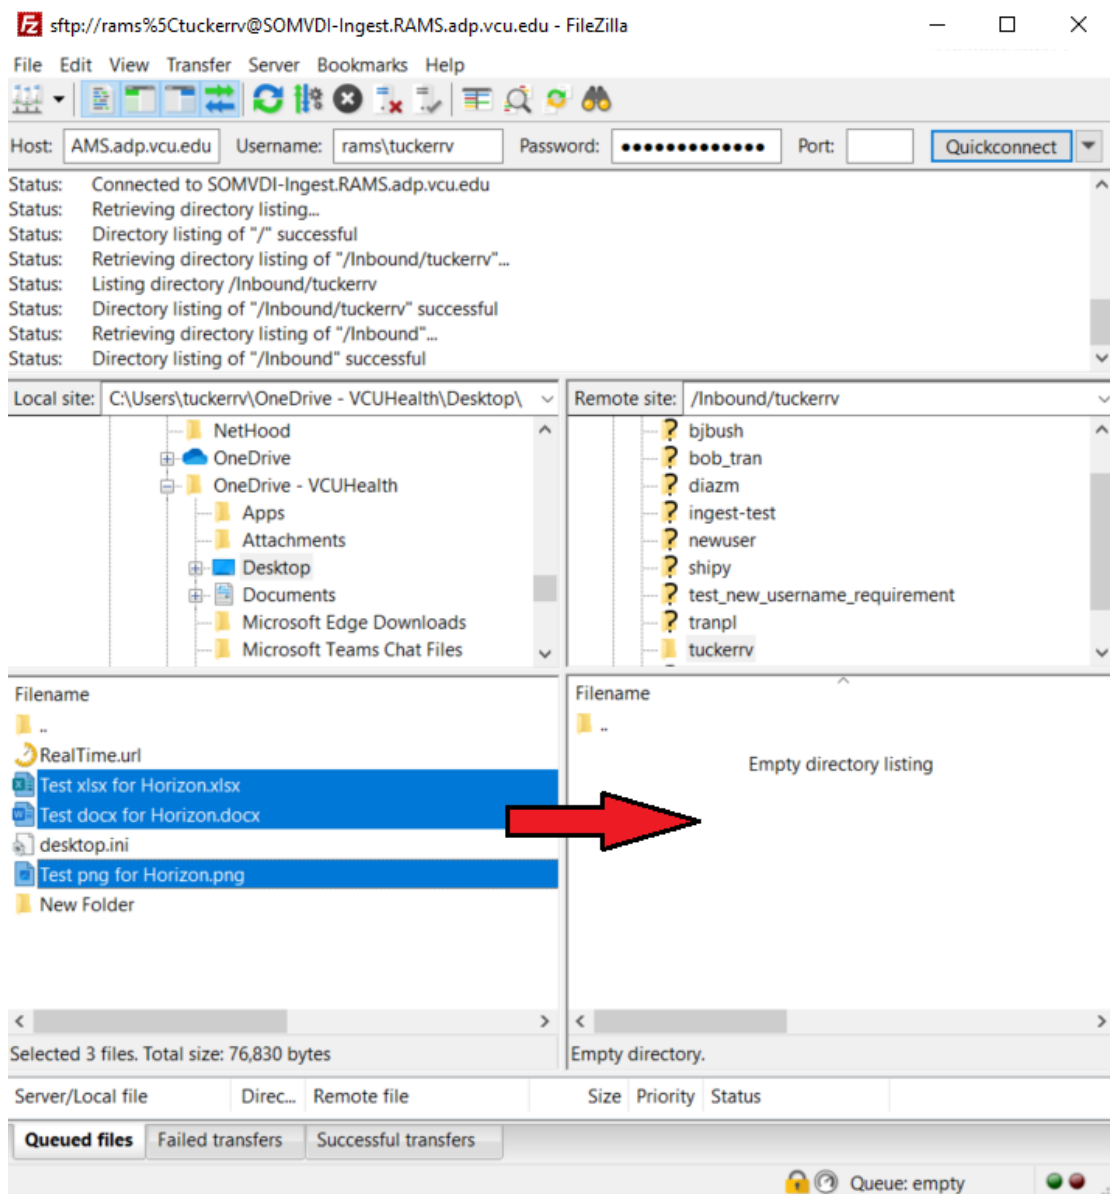 sftp://rams%5Ctuckerrv@SOMVDI-Ingest.RAMS.adp.vcu.edu - FileZilla
File Edit View Transfer Server Bookmarks Help
Host: AMS.adp.vcu.edu Username: rams\tuckerrv Password: ●●●●●●●●●●●●● Port: Quickconnect
Status: Connected to SOMVDI-Ingest.RAMS.adp.vcu.edu
Status: Retrieving directory listing...
Status: Directory listing of "/" successful
Status: Retrieving directory listing of "/Inbound/tuckerrv"...
Status: Listing directory /Inbound/tuckerrv
Status: Directory listing of "/Inbound/tuckerrv" successful
Status: Retrieving directory listing of "/Inbound"...
Status: Directory listing of "/Inbound" successful
Local site: C:\Users\tuckerrv\OneDrive - VCUHealth\Desktop\
NetHood
OneDrive
OneDrive - VCUHealth
Apps
Attachments
Desktop
Documents
Microsoft Edge Downloads
Microsoft Teams Chat Files
Remote site: /Inbound/tuckerrv
bjbush
bob_tran
diazm
ingest-test
newuser
shipy
test_new_username_requirement
tranpl
tuckerrv
Filename
..
RealTime.url
Test xlsx for Horizon.xlsx
Test docx for Horizon.docx
desktop.ini
Test png for Horizon.png
New Folder
Selected 3 files. Total size: 76,830 bytes
Filename
..
Empty directory listing
Empty directory.
Server/Local file Direc... Remote file Size Priority Status
Queued files Failed transfers Successful transfers
Queue: empty